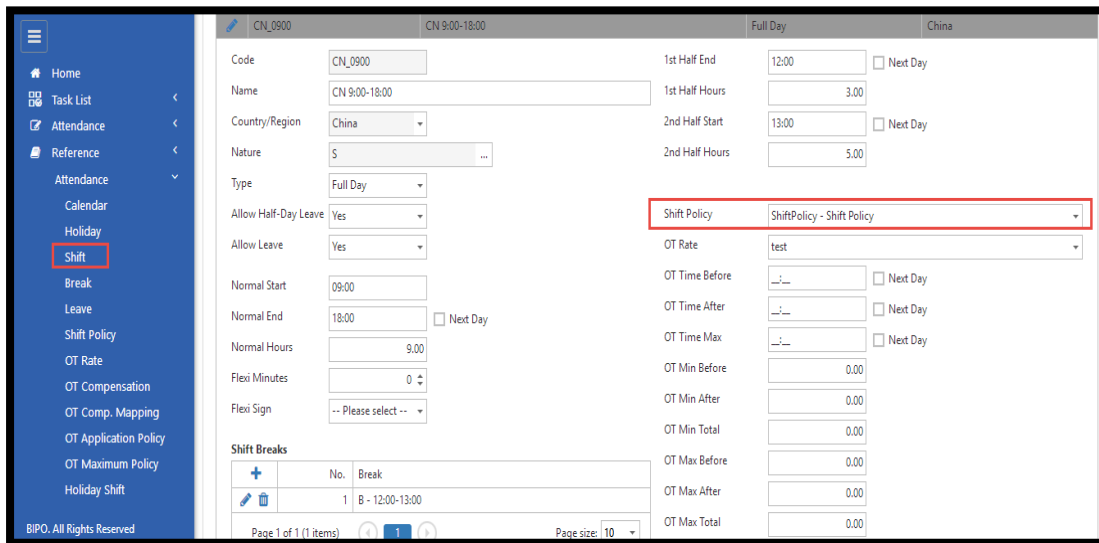 CN_0900 CN 9:00-18:00 Full Day China
Home
Task List
Attendance
Reference
Attendance
Calendar
Holiday
Shift
Break
Leave
Shift Policy
OT Rate
OT Compensation
OT Comp. Mapping
OT Application Policy
OT Maximum Policy
Holiday Shift
BIPO. All Rights Reserved
Code CN_0900
Name CN 9:00-18:00
Country/Region China
Nature S ...
Type Full Day
Allow Half-Day Leave Yes
Allow Leave Yes
Normal Start 09:00
Normal End 18:00 Next Day
Normal Hours 9.00
Flexi Minutes 0
Flexi Sign -- Please select --
Shift Breaks
No. Break
1 B - 12:00-13:00
Page 1 of 1 (1 items) 1 Page size: 10
1st Half End 12:00 Next Day
1st Half Hours 3.00
2nd Half Start 13:00 Next Day
2nd Half Hours 5.00
Shift Policy ShiftPolicy - Shift Policy
OT Rate test
OT Time Before __:__ Next Day
OT Time After __:__ Next Day
OT Time Max __:__ Next Day
OT Min Before 0.00
OT Min After 0.00
OT Min Total 0.00
OT Max Before 0.00
OT Max After 0.00
OT Max Total 0.00